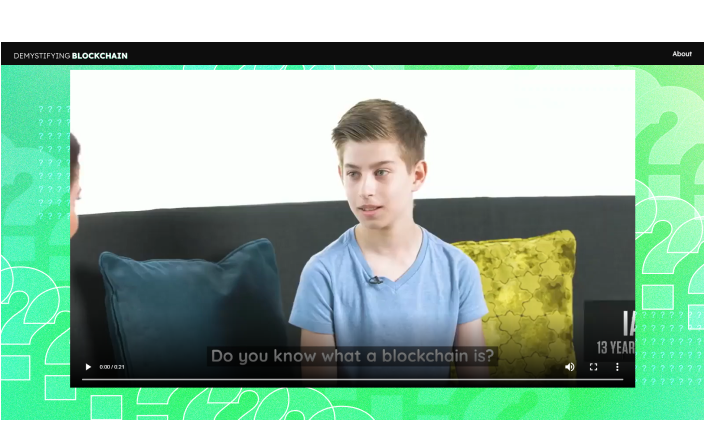 DEMYSTIFYING BLOCKCHAIN
About
Do you know what a blockchain is?
13 YEAR
0:00 / 0:21